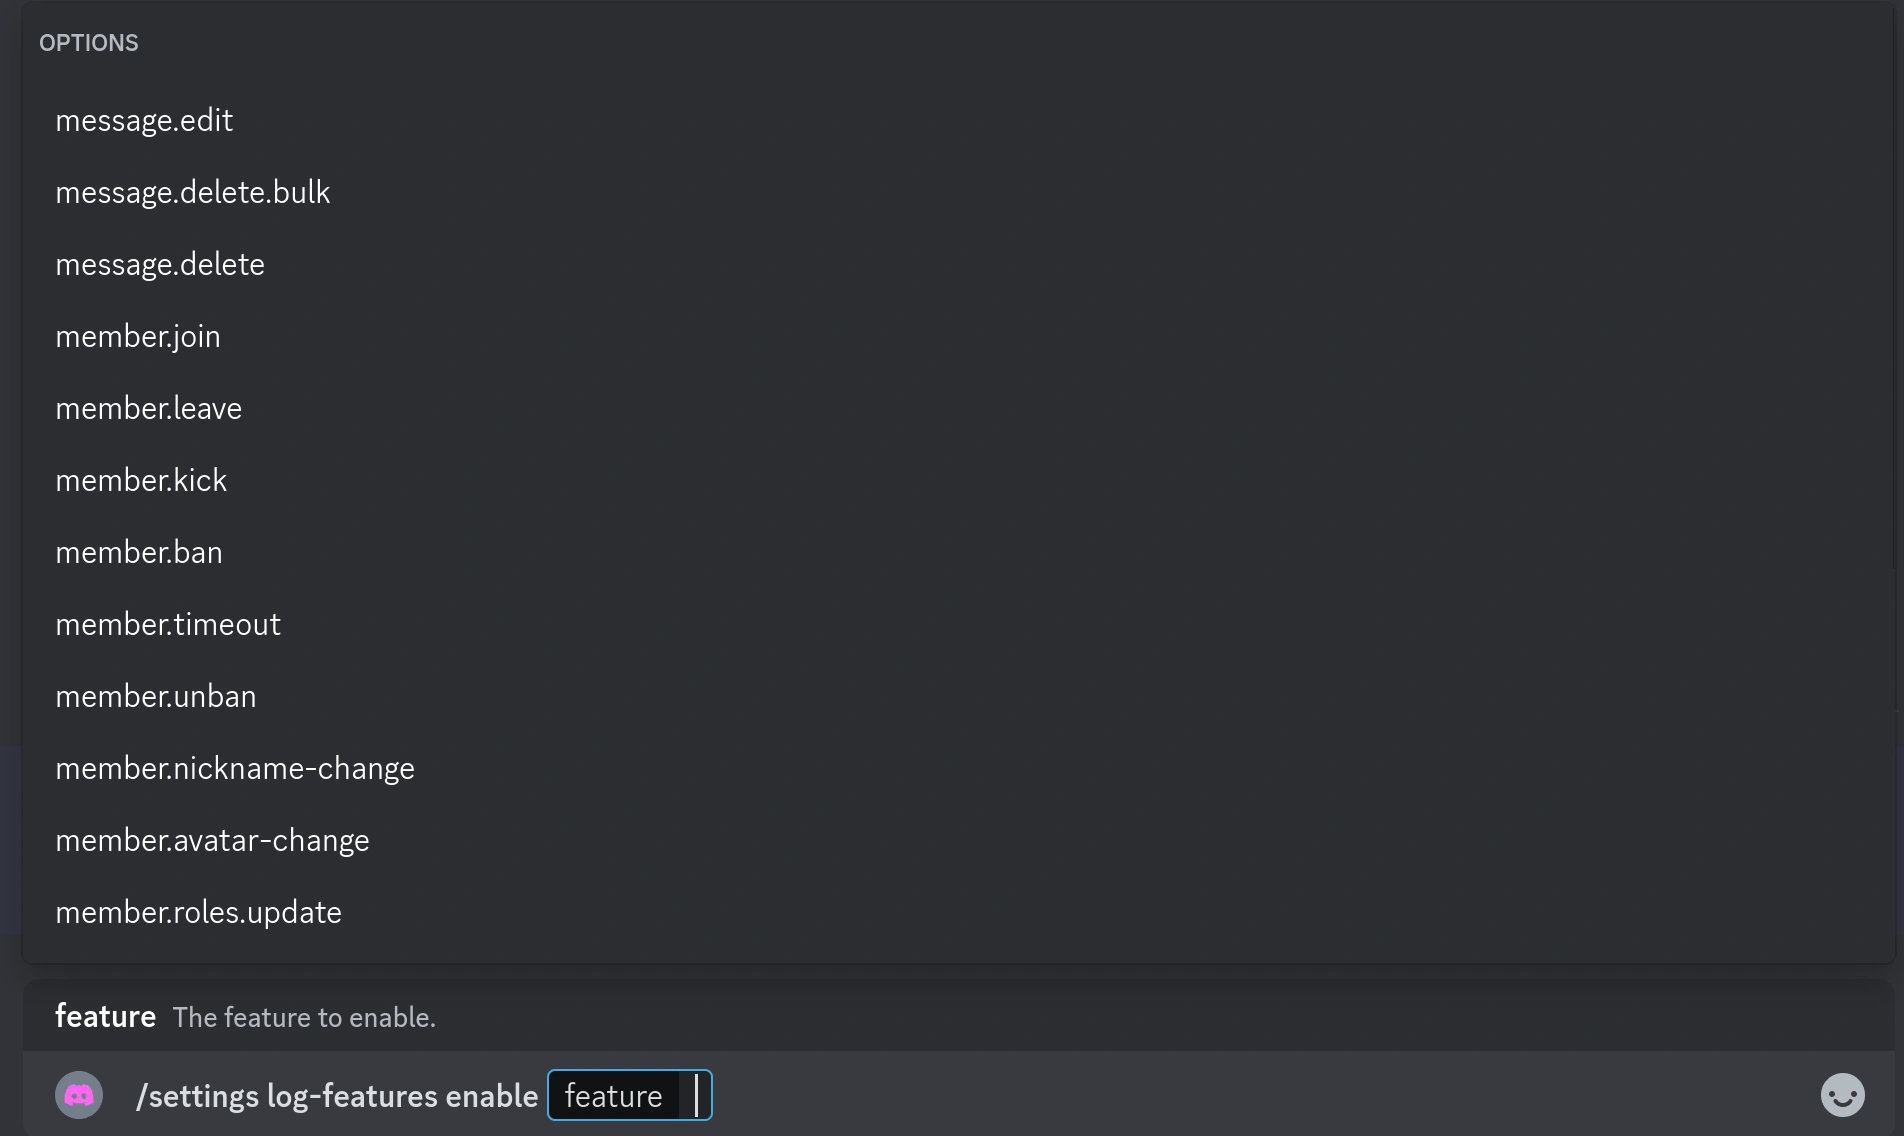 OPTIONS
message.edit
message.delete.bulk
message.delete
member.join
member.leave
member.kick
member.ban
member.timeout
member.unban
member.nickname-change
member.avatar-change
member.roles.update
feature The feature to enable.
/settings log-features enable feature